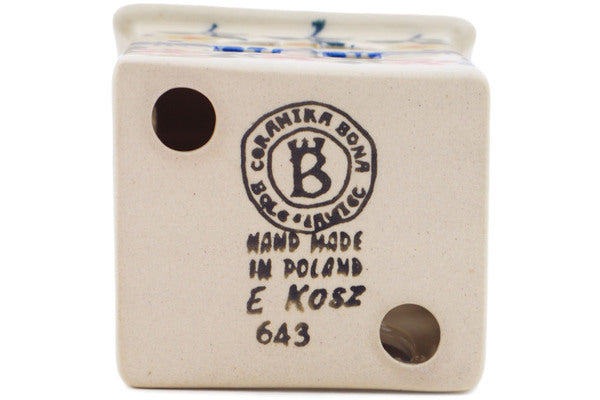 CERAMIKA BONA
B
BOLESŁAWIEC
HAND MADE
IN POLAND
E KOSZ
643